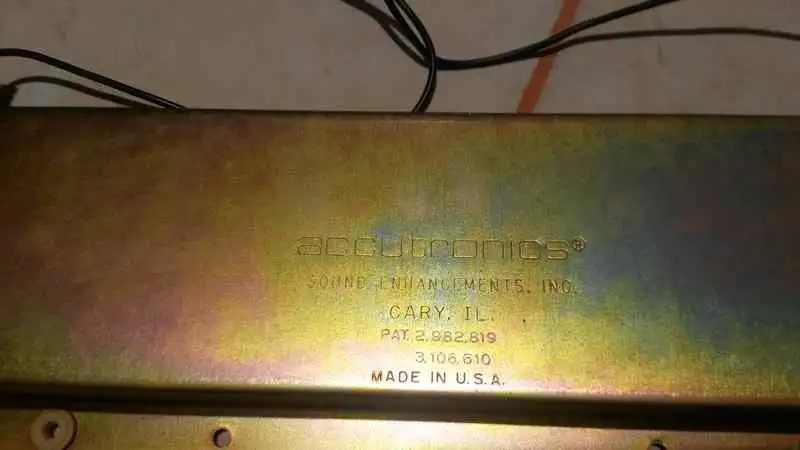 accutronics®
SOUND ENHANCEMENTS, INC.
CARY, IL.
PAT. 2,982,819
3,106,610
MADE IN U.S.A.